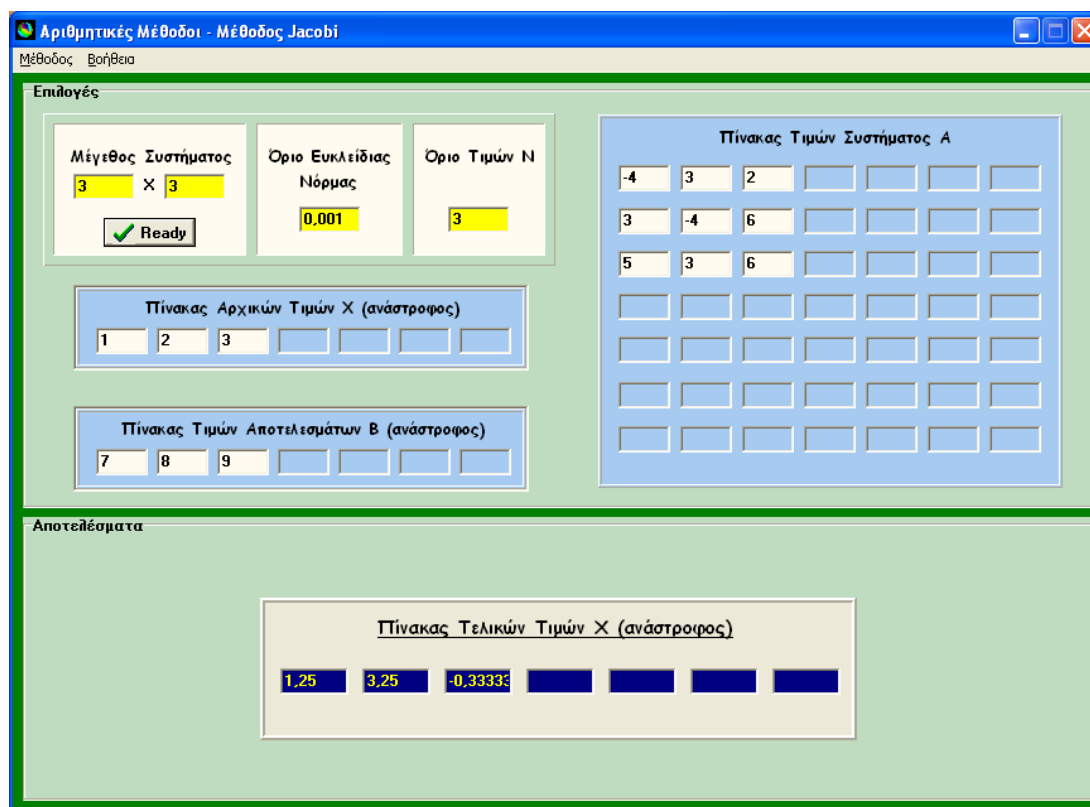 Αριθμητικές Μέθοδοι - Μέθοδος Jacobi
Μέθοδος Βοήθεια
Επιλογές
Μέγεθος Συστήματος
3 X 3
Ready
Όριο Ευκλείδιας
Νόρμας
0,001
Όριο Τιμών N
3
Πίνακας Τιμών Συστήματος A
-4 3 2
3 -4 6
5 3 6
Πίνακας Αρχικών Τιμών X (ανάστροφος)
1 2 3
Πίνακας Τιμών Αποτελεσμάτων B (ανάστροφος)
7 8 9
Αποτελέσματα
Πίνακας Τελικών Τιμών X (ανάστροφος)
1,25 3,25 -0,33333